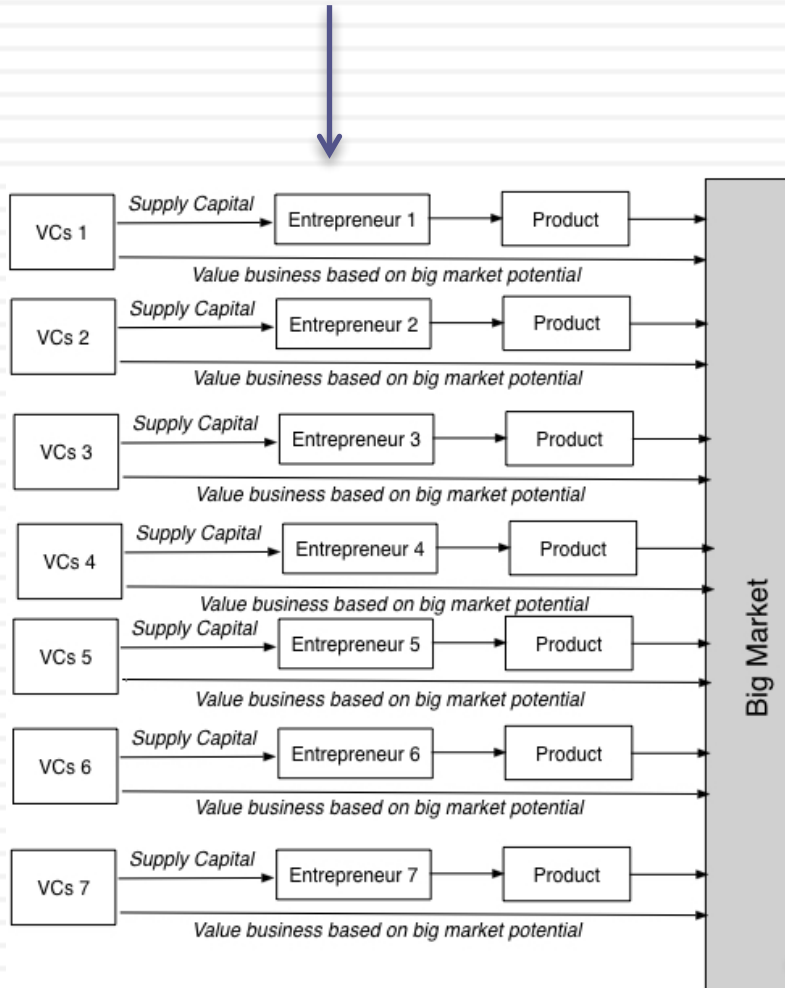 Supply Capital
VCs 1
Entrepreneur 1
Product
Value business based on big market potential
Supply Capital
VCs 2
Entrepreneur 2
Product
Value business based on big market potential
Supply Capital
VCs 3
Entrepreneur 3
Product
Value business based on big market potential
Supply Capital
VCs 4
Entrepreneur 4
Product
Value business based on big market potential
Supply Capital
VCs 5
Entrepreneur 5
Product
Value business based on big market potential
Supply Capital
VCs 6
Entrepreneur 6
Product
Value business based on big market potential
Supply Capital
VCs 7
Entrepreneur 7
Product
Value business based on big market potential
Big Market